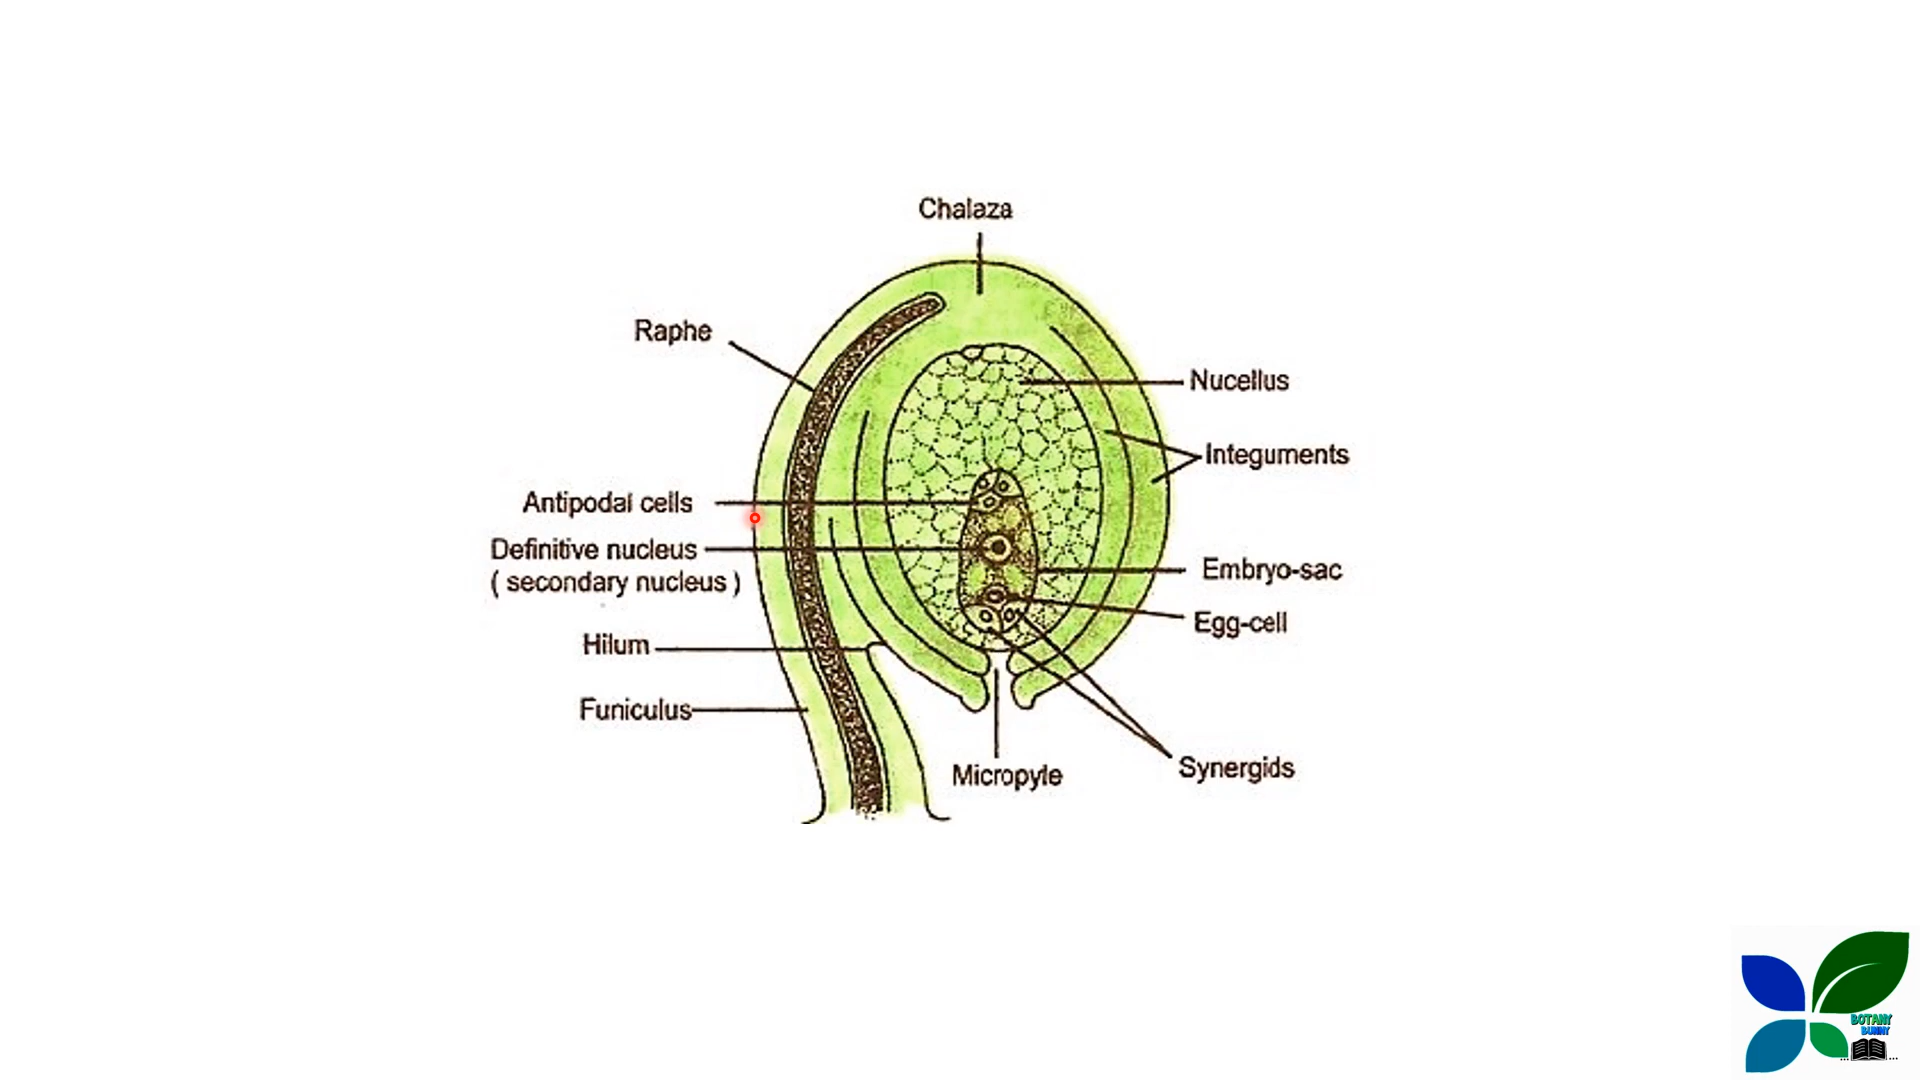 Chalaza
Raphe
Nucellus
Integuments
Antipodal cells
Definitive nucleus
( secondary nucleus )
Embryo-sac
Egg-cell
Hilum
Funiculus
Micropyle
Synergids
BOTANY
BUNNY